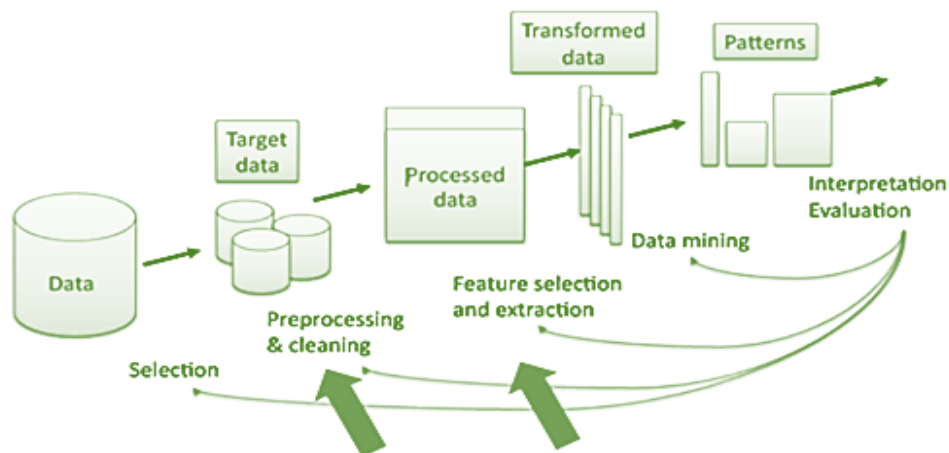 Transformed
data
Patterns
Target
data
Processed
data
Data
Interpretation
Evaluation
Data mining
Feature selection
and extraction
Preprocessing
& cleaning
Selection